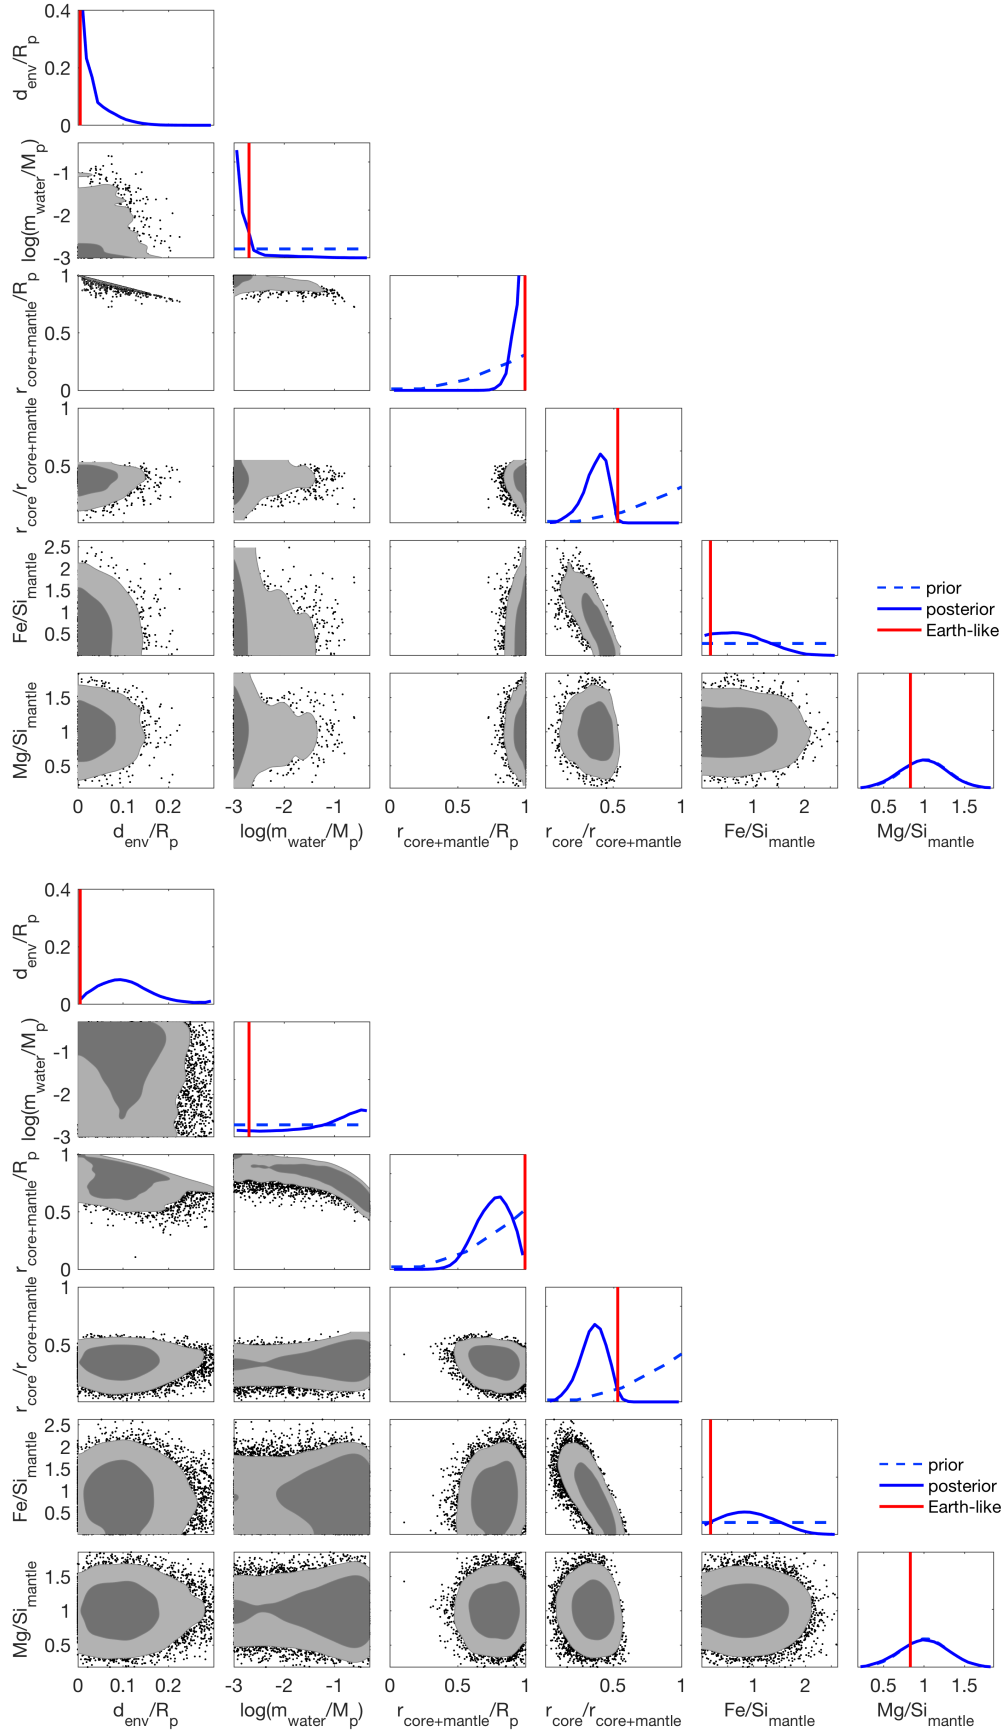 0.4
0.2
0
d_env/R_p
-1
-2
-3
log(m_water/M_p)
1
0.5
0
r_core+mantle/R_p
1
0.5
r_core/r_core+mantle
2.5
2
1.5
1
0.5
Fe/Si_mantle
prior
posterior
Earth-like
1.5
1
0.5
Mg/Si_mantle
0 0.1 0.2
-3 -2 -1
0 0.5 1
0 0.5 1
1 2
0.5 1 1.5
d_env/R_p
log(m_water/M_p)
r_core+mantle/R_p
r_core/r_core+mantle
Fe/Si_mantle
Mg/Si_mantle
0.4
0.2
0
d_env/R_p
-1
-2
-3
log(m_water/M_p)
1
0.5
0
r_core+mantle/R_p
1
0.5
r_core/r_core+mantle
2.5
2
1.5
1
0.5
Fe/Si_mantle
prior
posterior
Earth-like
1.5
1
0.5
Mg/Si_mantle
0 0.1 0.2
-3 -2 -1
0 0.5 1
0 0.5 1
1 2
0.5 1 1.5
d_env/R_p
log(m_water/M_p)
r_core+mantle/R_p
r_core/r_core+mantle
Fe/Si_mantle
Mg/Si_mantle